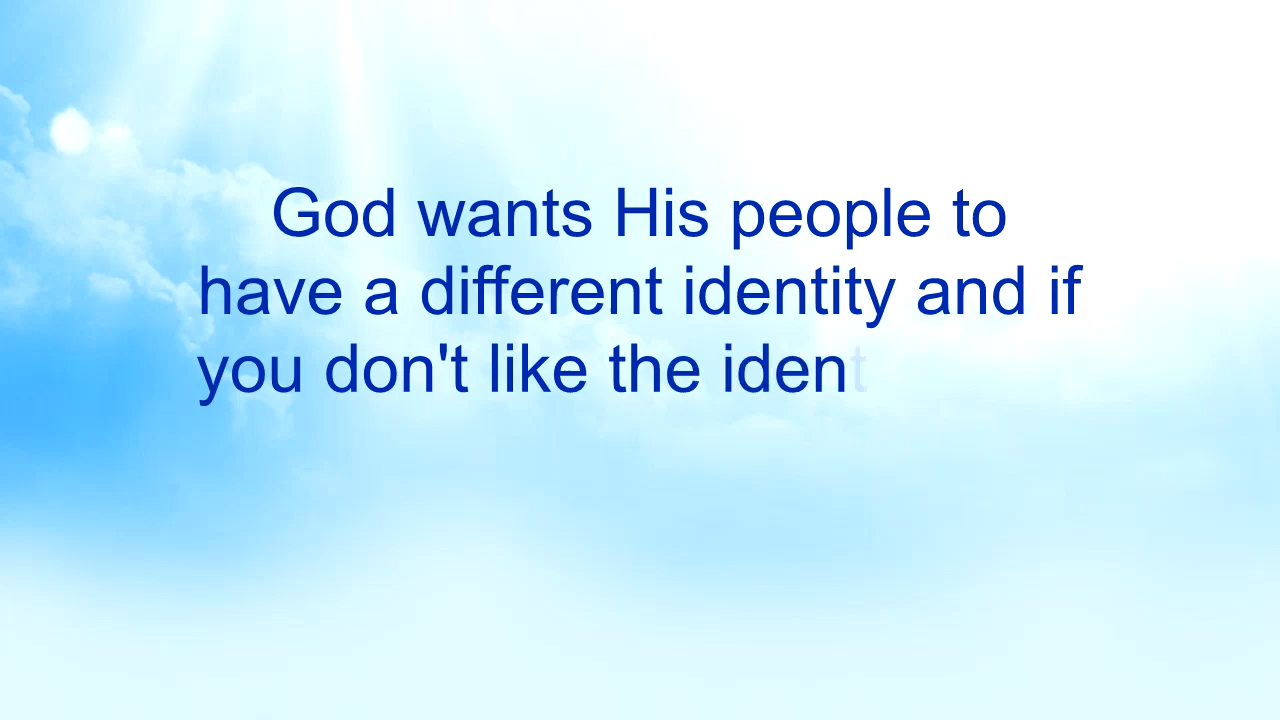 God wants His people to
have a different identity and if
you don't like the ident